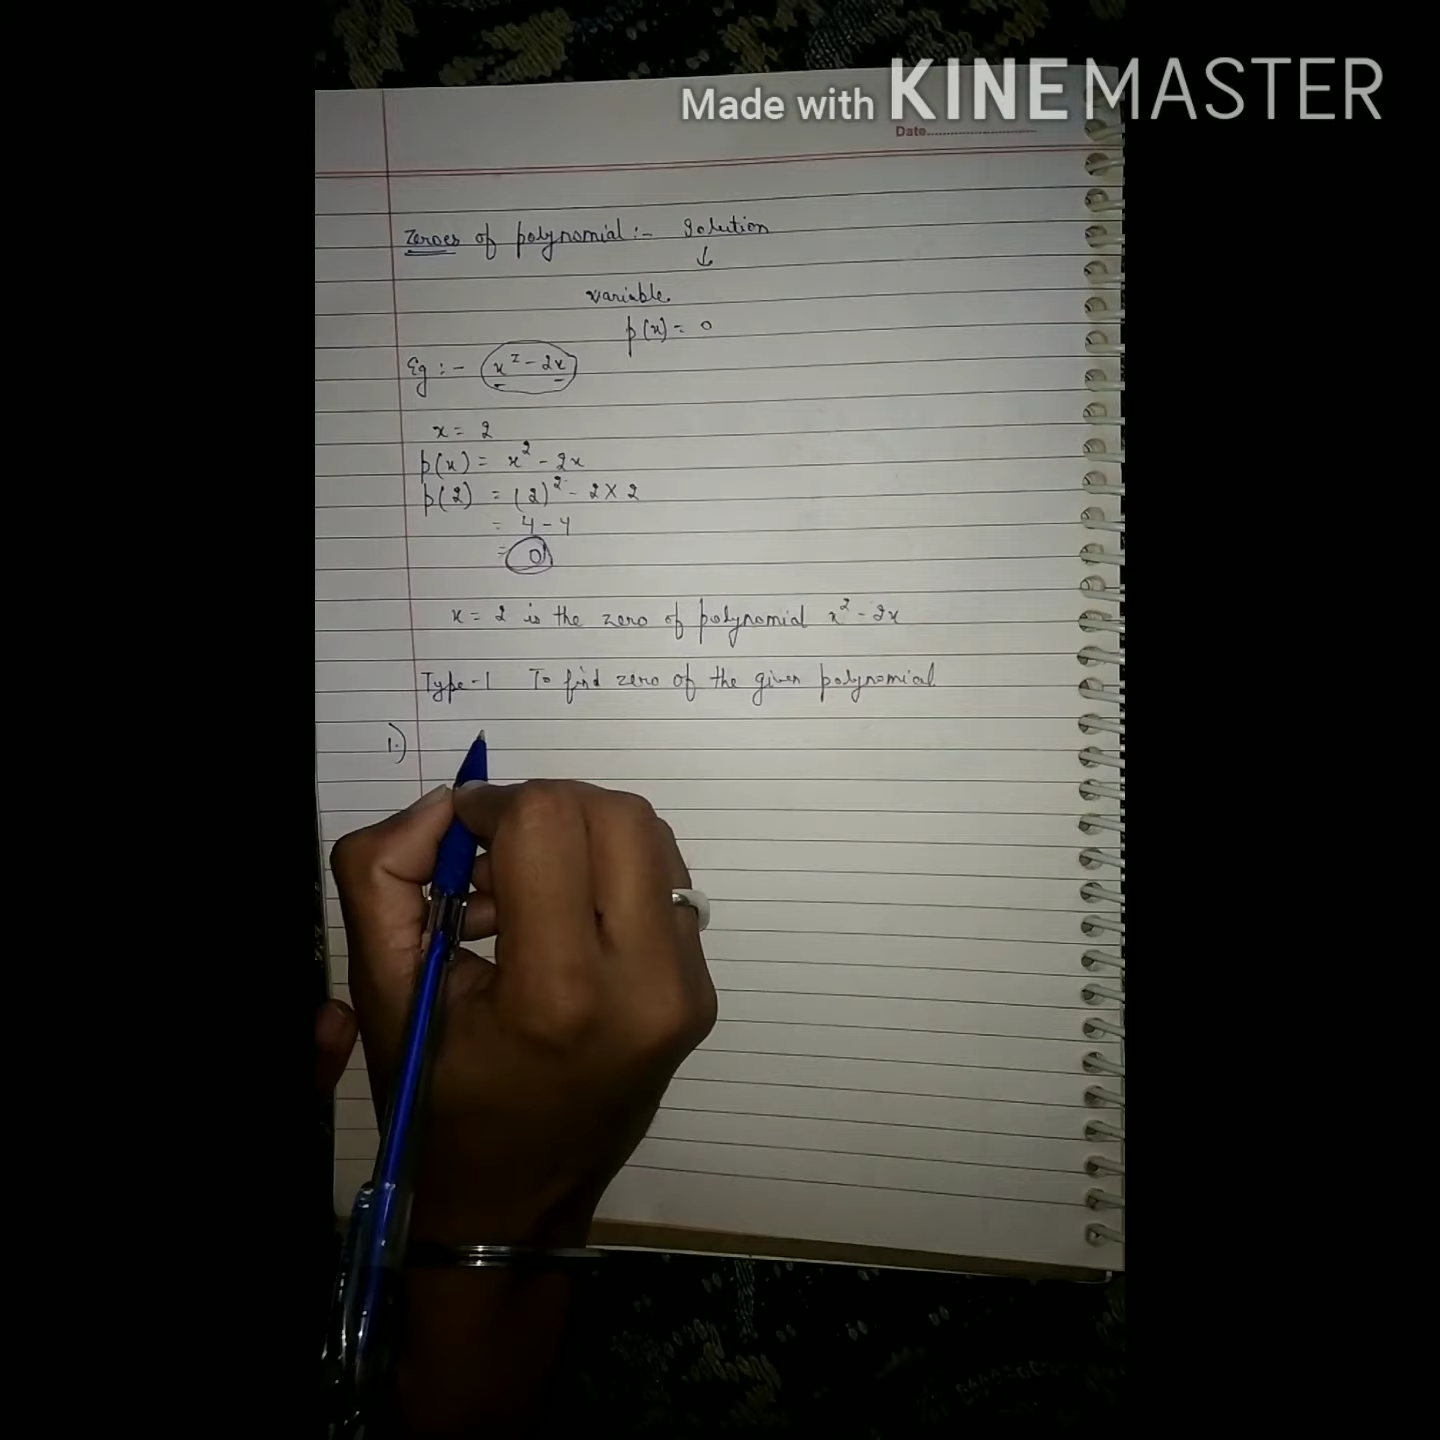 Made with KINEMASTER
Date
Zeroes of polynomial :- Solution
↓
variable
p(x) = 0
Eg :- x² - 2x
x = 2
p(x) = x² - 2x
p(2) = (2)² - 2 × 2
= 4 - 4
= 0
x = 2 is the zero of polynomial x² - 2x
Type - 1 To find zero of the given polynomial
1.)